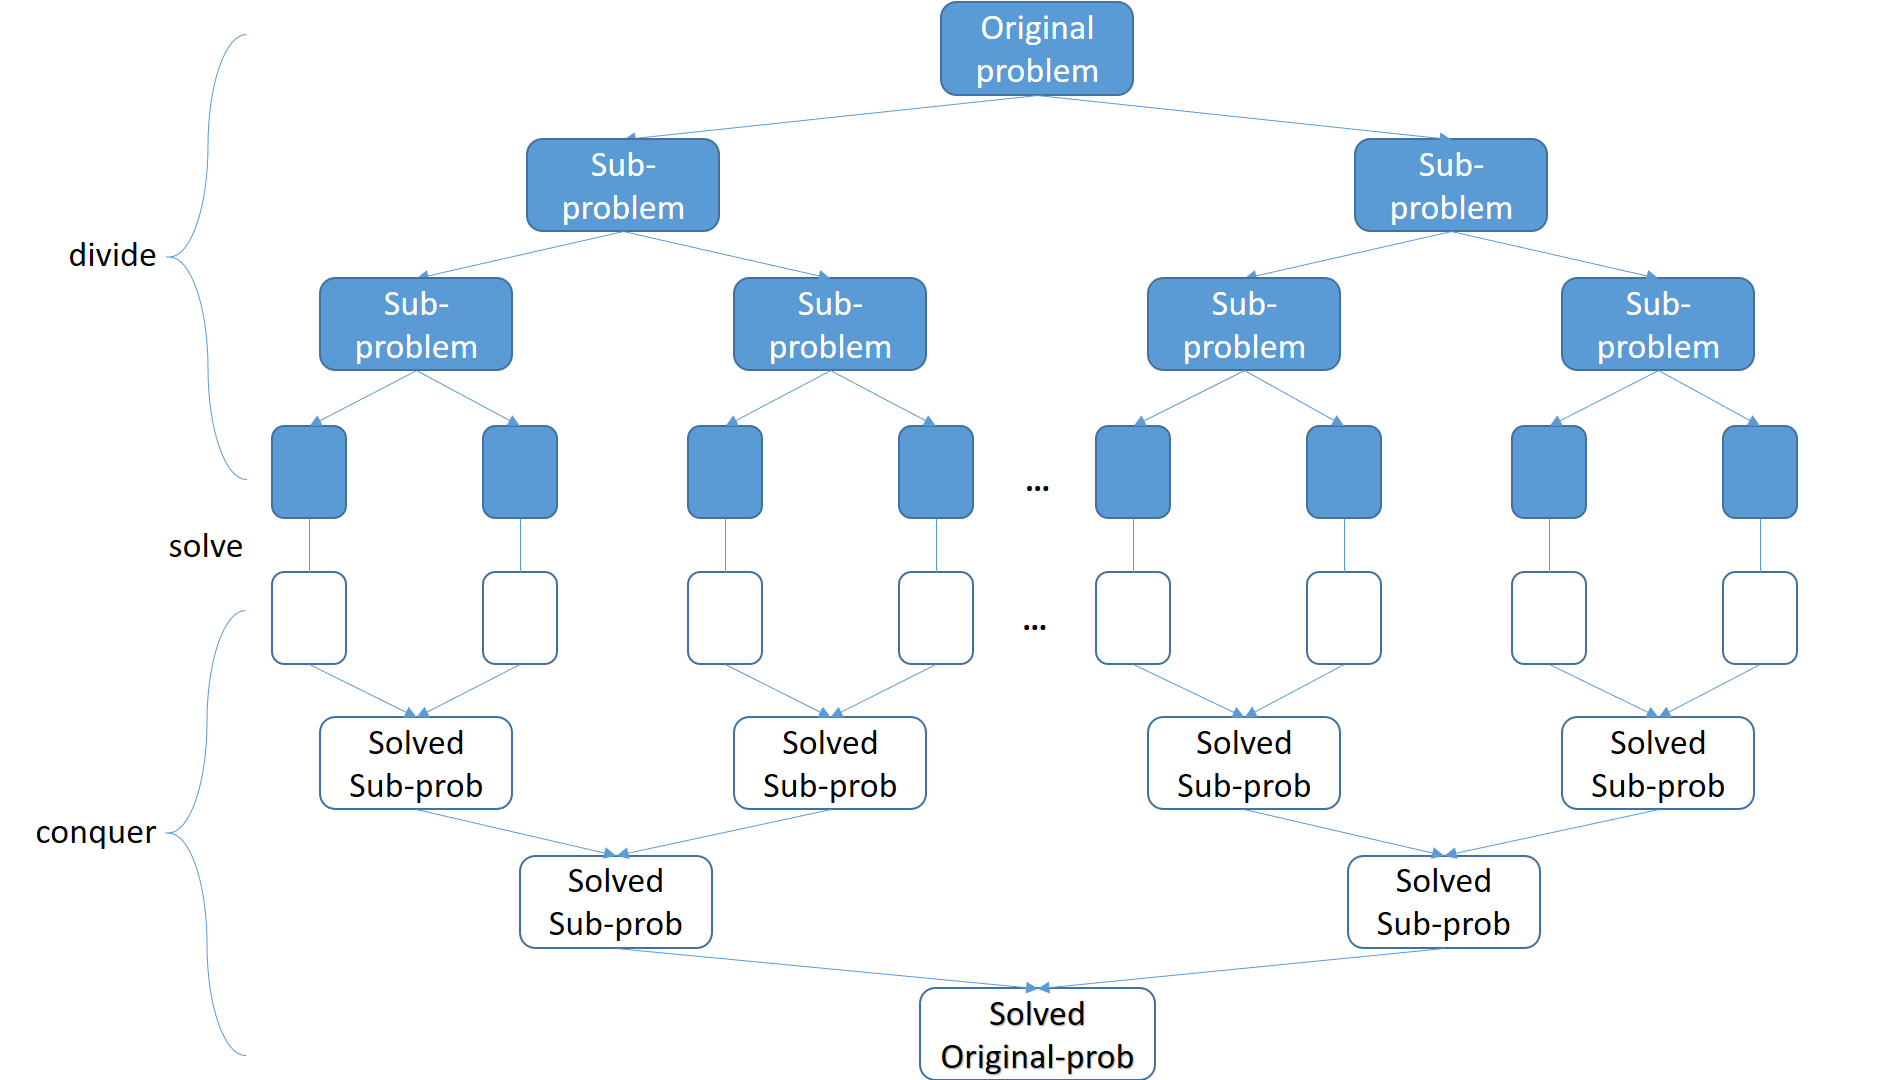 Original
problem
Sub-
problem
Sub-
problem
divide
Sub-
problem
Sub-
problem
Sub-
problem
Sub-
problem
...
solve
...
Solved
Sub-prob
Solved
Sub-prob
Solved
Sub-prob
Solved
Sub-prob
conquer
Solved
Sub-prob
Solved
Sub-prob
Solved
Original-prob